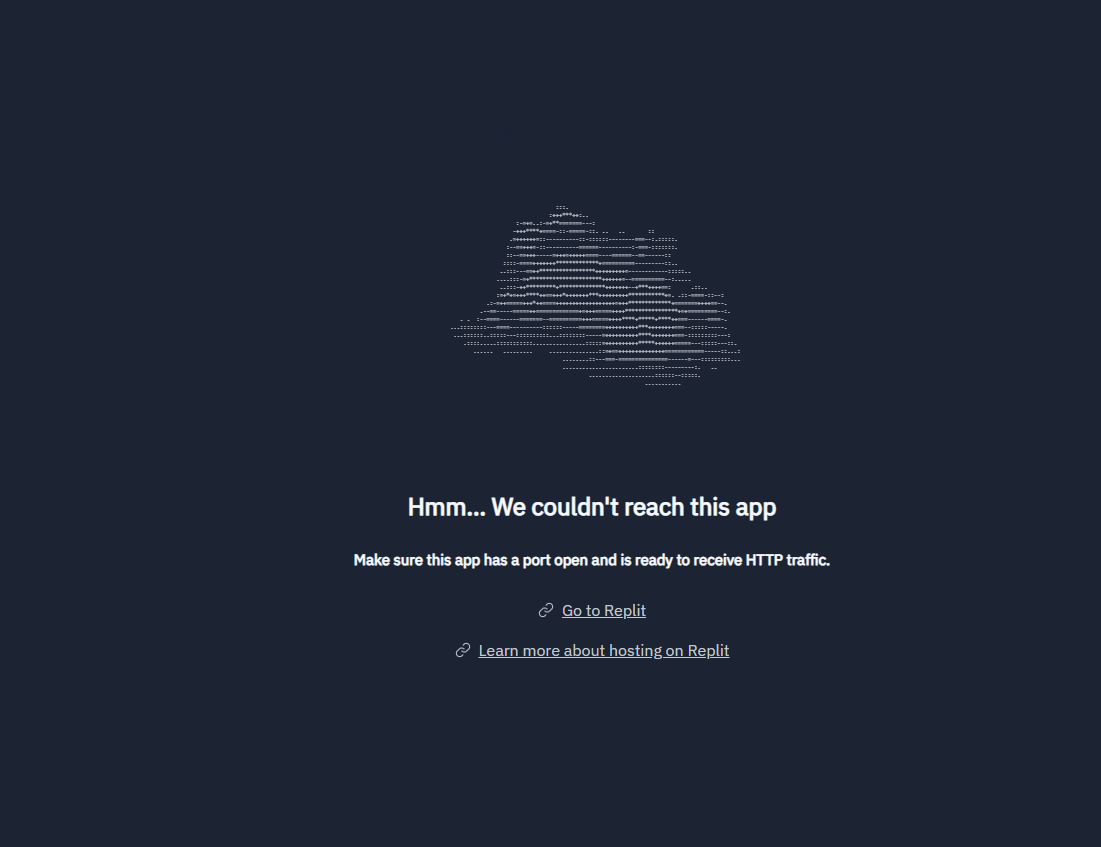 Hmm... We couldn't reach this app
Make sure this app has a port open and is ready to receive HTTP traffic.
Go to Replit
Learn more about hosting on Replit